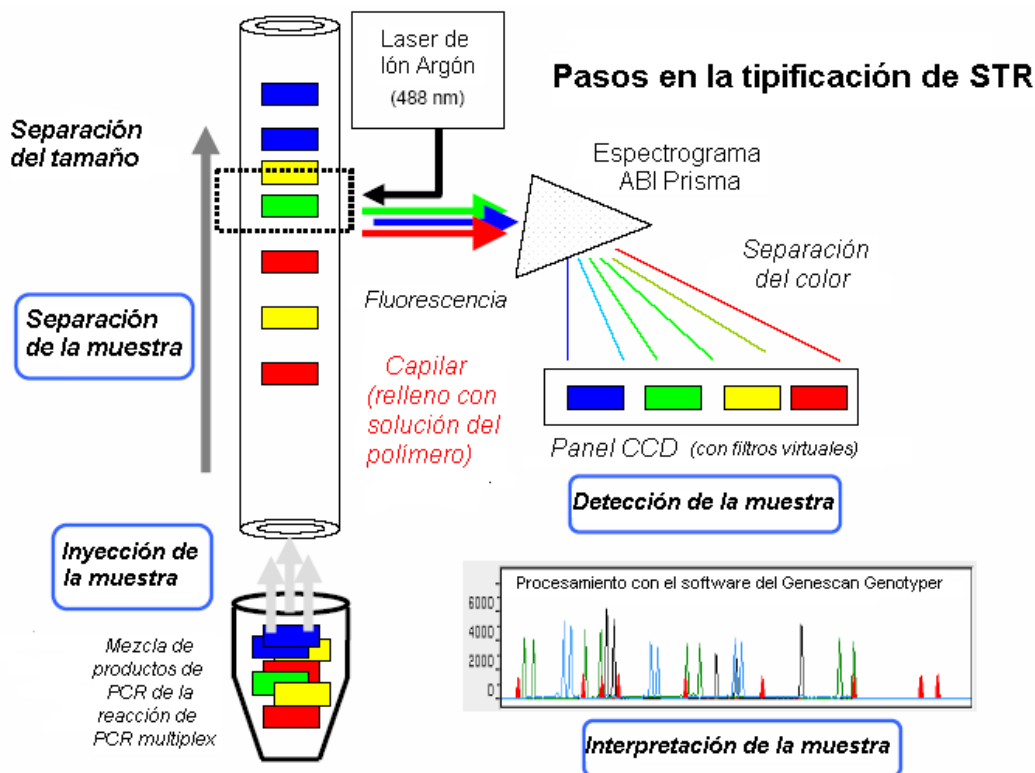 Pasos en la tipificación de STR
Laser de
Ión Argón
(488 nm)
Separación
del tamaño
Espectrograma
ABI Prisma
Separación
del color
Fluorescencia
Separación
de la muestra
Capilar
(relleno con
solución del
polímero)
Panel CCD (con filtros virtuales)
Detección de la muestra
Inyección de
la muestra
Mezcla de
productos de
PCR de la
reacción de
PCR multiplex
Procesamiento con el software del Genescan Genotyper
6000
4000
2000
0
Interpretación de la muestra